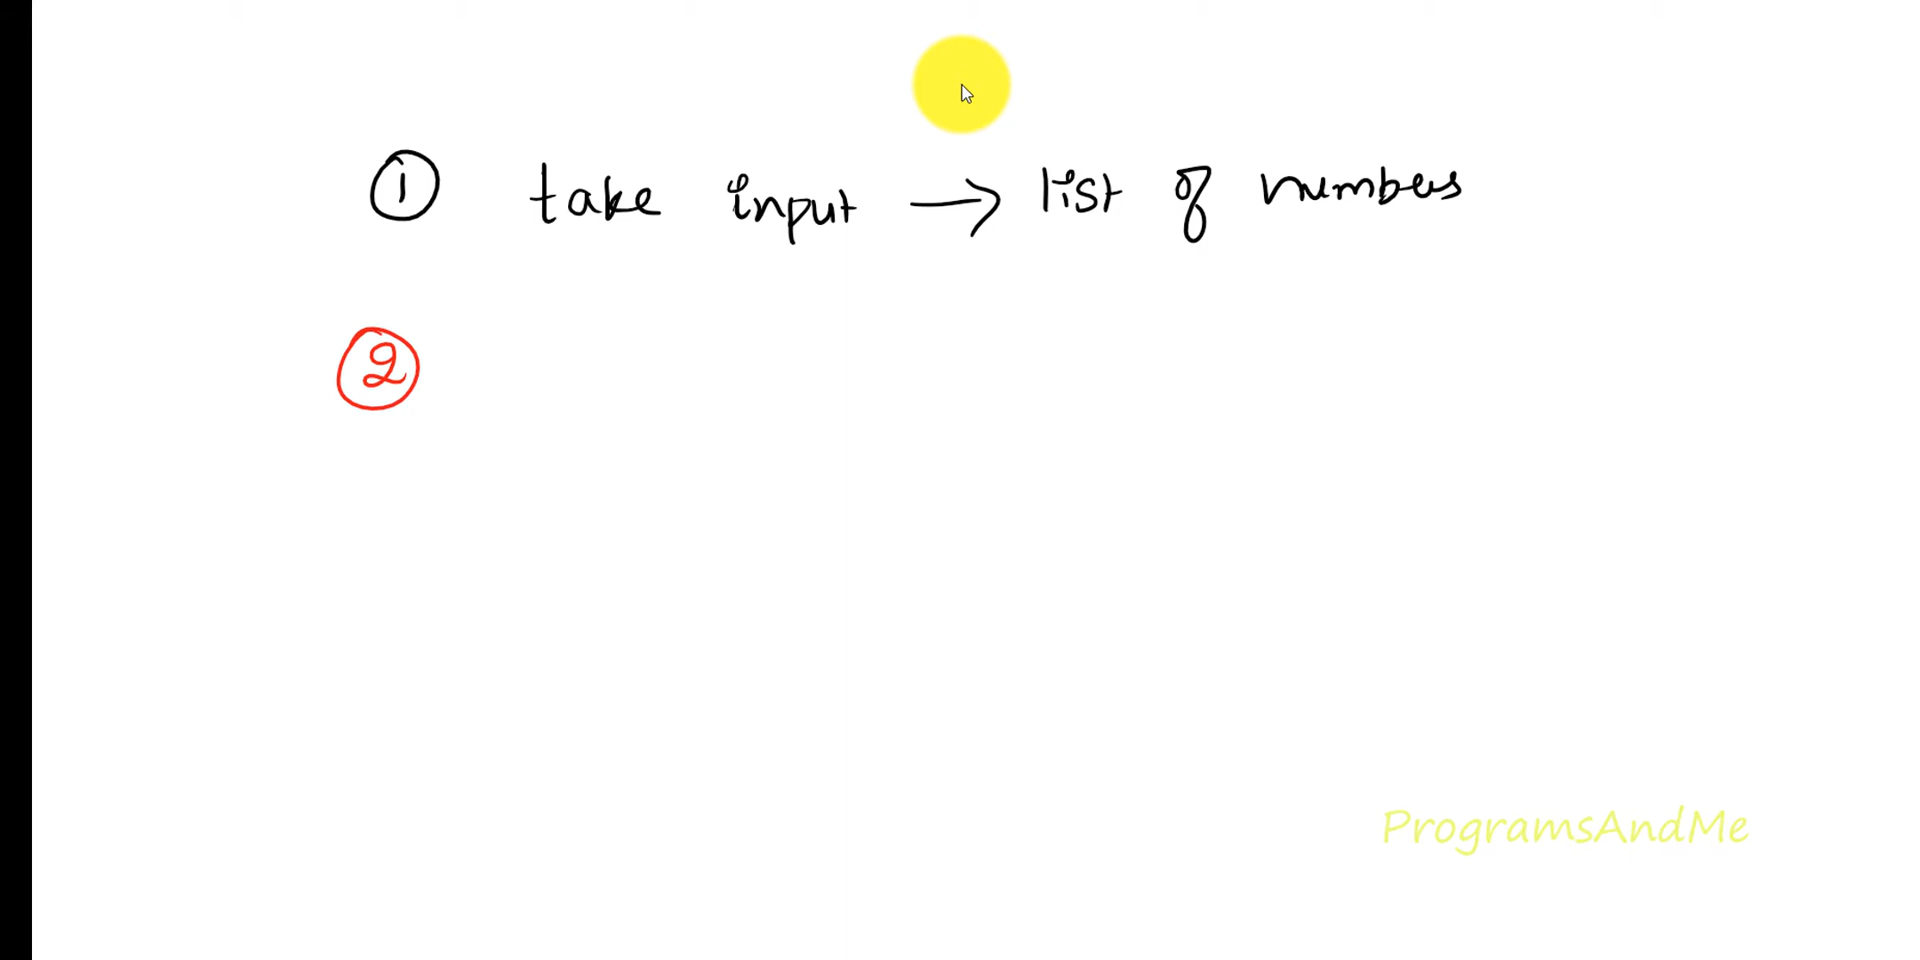 ① take input → list of numbers
②
ProgramsAndMe